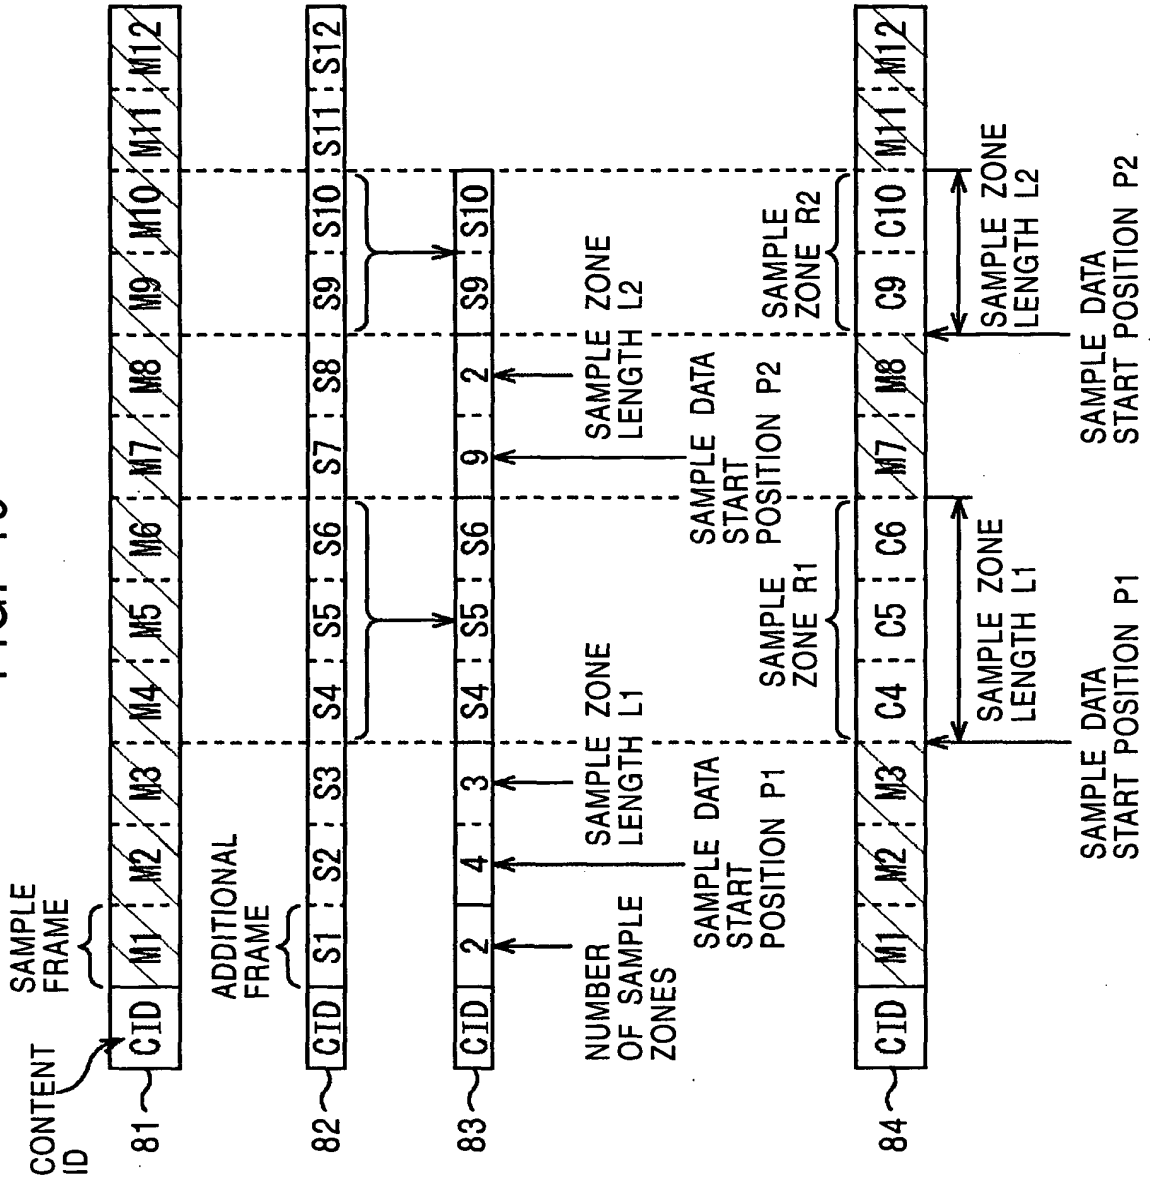 CONTENT
ID
SAMPLE
FRAME
81
CID M1 M2 M3 M4 M5 M6 M7 M8 M9 M10 M11 M12
ADDITIONAL
FRAME
82
CID S1 S2 S3 S4 S5 S6 S7 S8 S9 S10 S11 S12
83
CID 2 4 3 S4 S5 S6 9 2 S9 S10
NUMBER
OF SAMPLE
ZONES
SAMPLE ZONE
LENGTH L1
SAMPLE DATA
START
POSITION P1
SAMPLE ZONE
LENGTH L2
SAMPLE DATA
START
POSITION P2
SAMPLE
ZONE R1
SAMPLE
ZONE R2
84
CID M1 M2 M3 C4 C5 C6 M7 M8 C9 C10 M11 M12
SAMPLE ZONE
LENGTH L1
SAMPLE ZONE
LENGTH L2
SAMPLE DATA
START POSITION P1
SAMPLE DATA
START POSITION P2